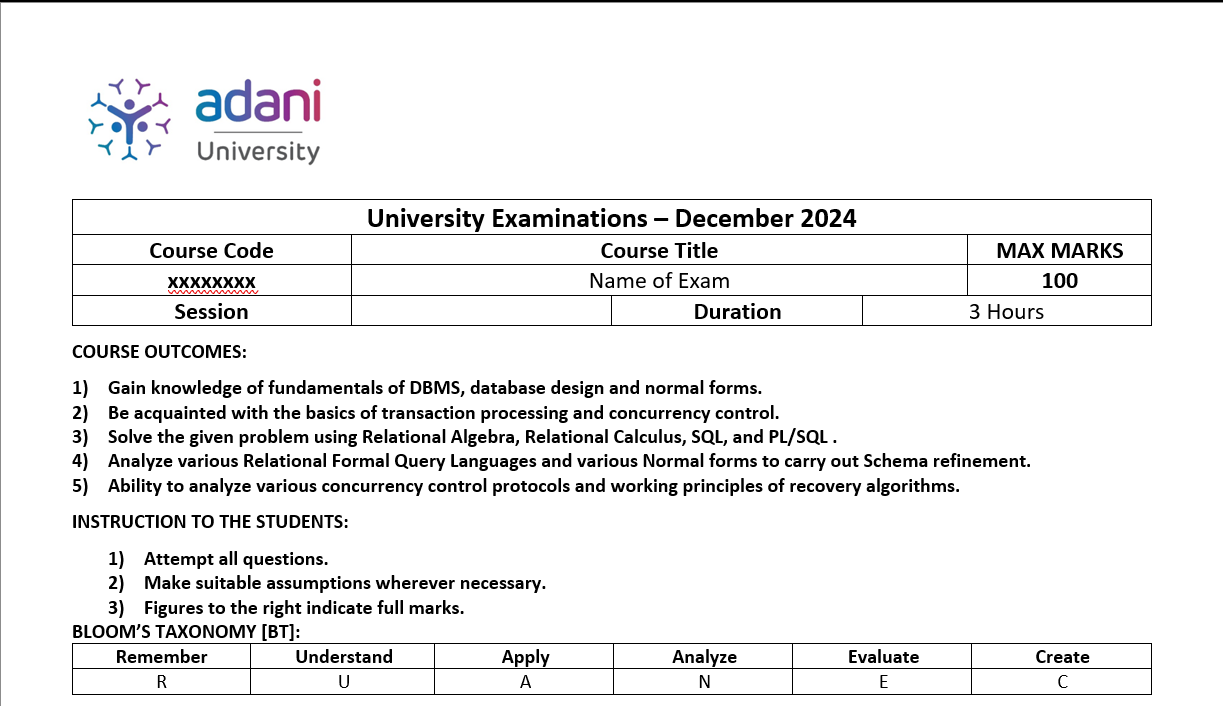 adani
University
University Examinations – December 2024
Course Code Course Title MAX MARKS
xxxxxxxx Name of Exam 100
Session Duration 3 Hours
COURSE OUTCOMES:
1) Gain knowledge of fundamentals of DBMS, database design and normal forms.
2) Be acquainted with the basics of transaction processing and concurrency control.
3) Solve the given problem using Relational Algebra, Relational Calculus, SQL, and PL/SQL .
4) Analyze various Relational Formal Query Languages and various Normal forms to carry out Schema refinement.
5) Ability to analyze various concurrency control protocols and working principles of recovery algorithms.
INSTRUCTION TO THE STUDENTS:
1) Attempt all questions.
2) Make suitable assumptions wherever necessary.
3) Figures to the right indicate full marks.
BLOOM’S TAXONOMY [BT]:
Remember Understand Apply Analyze Evaluate Create
R U A N E C